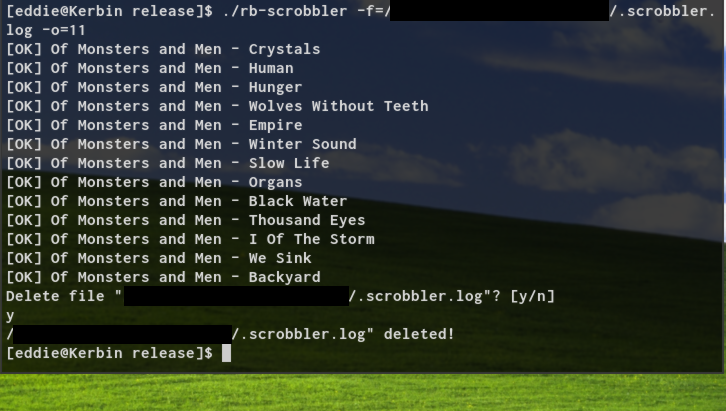 [eddie@Kerbin release]$ ./rb-scrobbler -f=/ /.scrobbler.
log -o=11
[OK] Of Monsters and Men - Crystals
[OK] Of Monsters and Men - Human
[OK] Of Monsters and Men - Hunger
[OK] Of Monsters and Men - Wolves Without Teeth
[OK] Of Monsters and Men - Empire
[OK] Of Monsters and Men - Winter Sound
[OK] Of Monsters and Men - Slow Life
[OK] Of Monsters and Men - Organs
[OK] Of Monsters and Men - Black Water
[OK] Of Monsters and Men - Thousand Eyes
[OK] Of Monsters and Men - I Of The Storm
[OK] Of Monsters and Men - We Sink
[OK] Of Monsters and Men - Backyard
Delete file " /.scrobbler.log"? [y/n]
y
/ /.scrobbler.log" deleted!
[eddie@Kerbin release]$